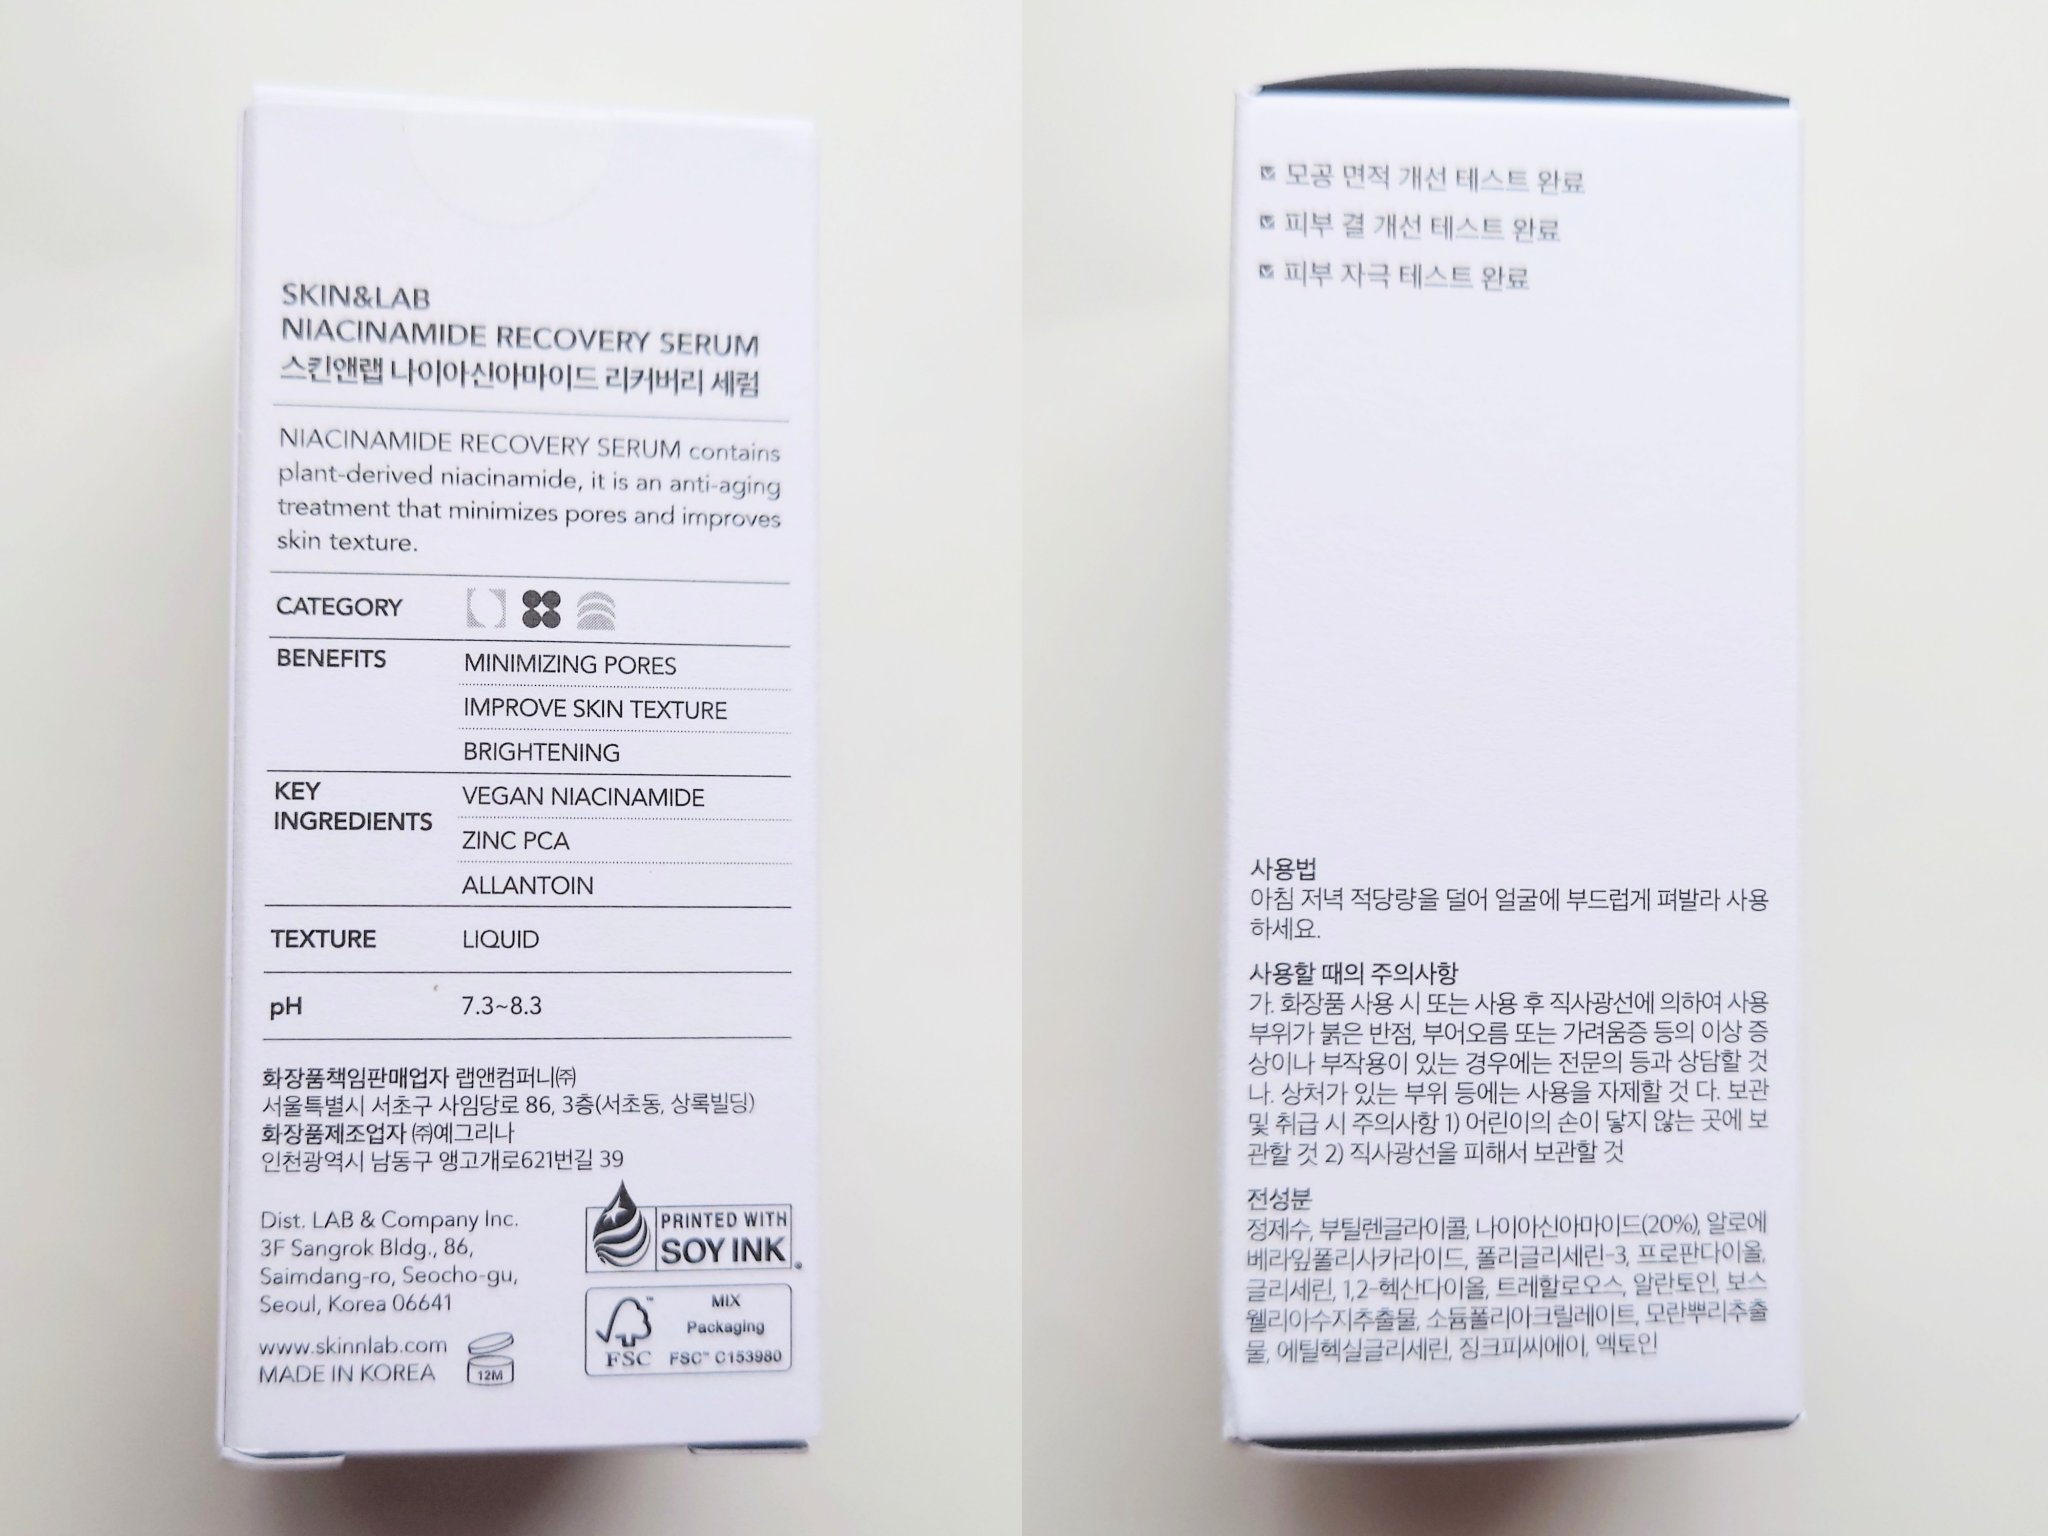 SKIN&LAB
NIACINAMIDE RECOVERY SERUM
스킨앤랩 나이아신아마이드 리커버리 세럼
NIACINAMIDE RECOVERY SERUM contains
plant-derived niacinamide, it is an anti-aging
treatment that minimizes pores and improves
skin texture.
CATEGORY
BENEFITS MINIMIZING PORES
IMPROVE SKIN TEXTURE
BRIGHTENING
KEY
INGREDIENTS
VEGAN NIACINAMIDE
ZINC PCA
ALLANTOIN
TEXTURE LIQUID
pH 7.3~8.3
화장품책임판매업자 랩앤컴퍼니㈜
서울특별시 서초구 사임당로 86, 3층(서초동, 상록빌딩)
화장품제조업자 ㈜예그리나
인천광역시 남동구 앵고개로621번길 39
Dist. LAB & Company Inc.
3F Sangrok Bldg., 86,
Saimdang-ro, Seocho-gu,
Seoul, Korea 06641
www.skinnlab.com
MADE IN KOREA
12M
PRINTED WITH
SOY INK®
MIX
Packaging
FSC™ C153980
FSC™
모공 면적 개선 테스트 완료
피부 결 개선 테스트 완료
피부 자극 테스트 완료
사용법
아침 저녁 적당량을 덜어 얼굴에 부드럽게 펴발라 사용
하세요.
사용할 때의 주의사항
가. 화장품 사용 시 또는 사용 후 직사광선에 의하여 사용
부위가 붉은 반점, 부어오름 또는 가려움증 등의 이상 증
상이나 부작용이 있는 경우에는 전문의 등과 상담할 것
나. 상처가 있는 부위 등에는 사용을 자제할 것 다. 보관
및 취급 시 주의사항 1) 어린이의 손이 닿지 않는 곳에 보
관할 것 2) 직사광선을 피해서 보관할 것
전성분
정제수, 부틸렌글라이콜, 나이아신아마이드(20%), 알로에
베라잎폴리사카라이드, 폴리글리세린-3, 프로판다이올,
글리세린, 1,2-헥산다이올, 트레할로오스, 알란토인, 보스
웰리아수지추출물, 소듐폴리아크릴레이트, 모란뿌리추출
물, 에틸헥실글리세린, 징크피씨에이, 엑토인